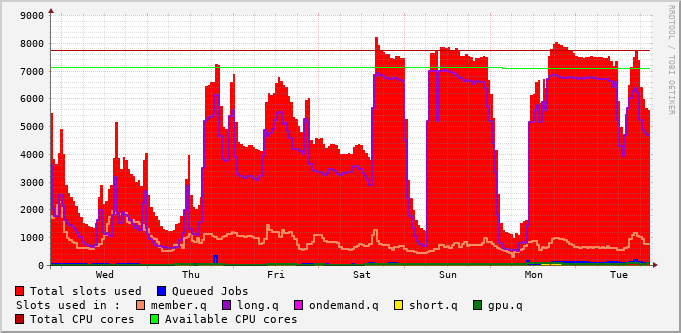 9000
8000
7000
6000
5000
4000
3000
2000
1000
0
Wed Thu Fri Sat Sun Mon Tue
RRDTOOL / TOBI OETIKER
Total slots used Queued Jobs
Slots used in : member.q long.q ondemand.q short.q gpu.q
Total CPU cores Available CPU cores